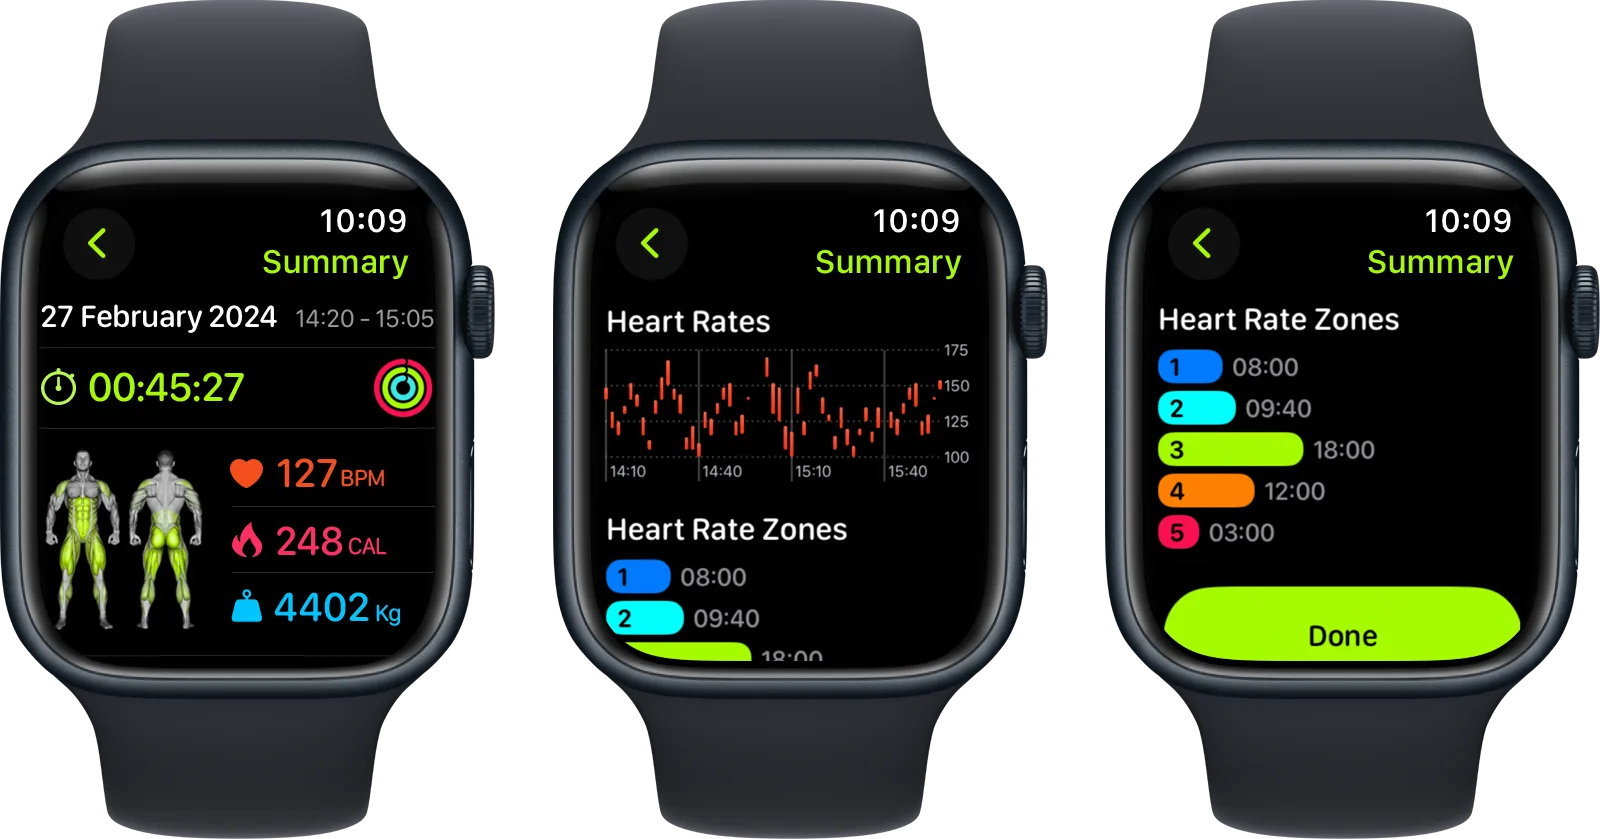 10:09
Summary
27 February 2024 14:20 - 15:05
00:45:27
127 BPM
248 CAL
4402 Kg
10:09
Summary
Heart Rates
175
150
125
100
14:10 14:40 15:10 15:40
Heart Rate Zones
1 08:00
2 09:40
18:00
10:09
Summary
Heart Rate Zones
1 08:00
2 09:40
3 18:00
4 12:00
5 03:00
Done